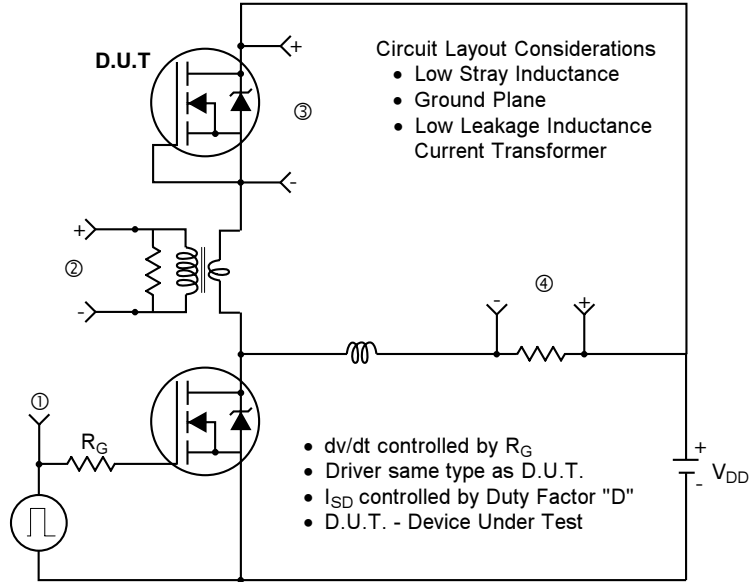 D.U.T
+
Circuit Layout Considerations
• Low Stray Inductance
• Ground Plane
• Low Leakage Inductance
Current Transformer
③
-
+
②
-
④
-
+
①
R_G
• dv/dt controlled by R_G
• Driver same type as D.U.T.
• I_SD controlled by Duty Factor "D"
• D.U.T. - Device Under Test
+
V_DD
-